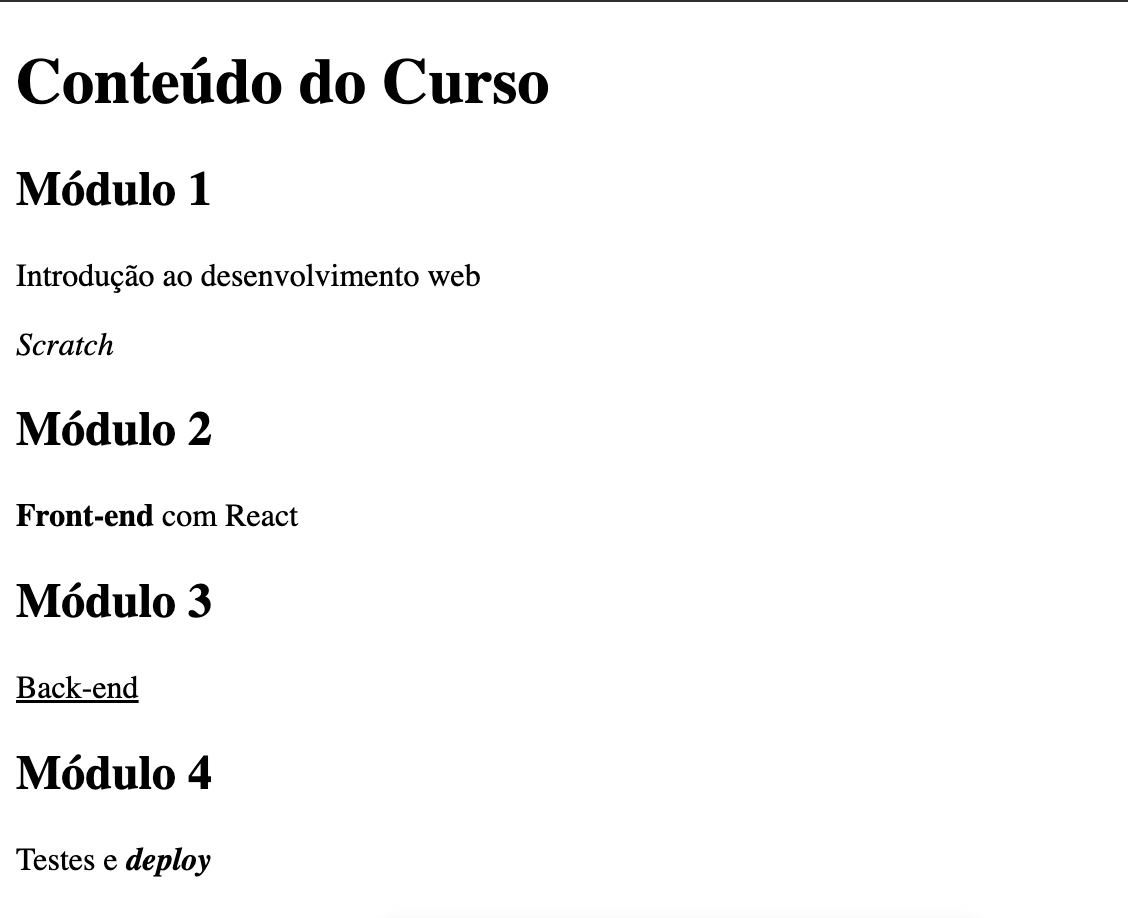 Conteúdo do Curso
Módulo 1
Introdução ao desenvolvimento web
Scratch
Módulo 2
Front-end com React
Módulo 3
Back-end
Módulo 4
Testes e deploy